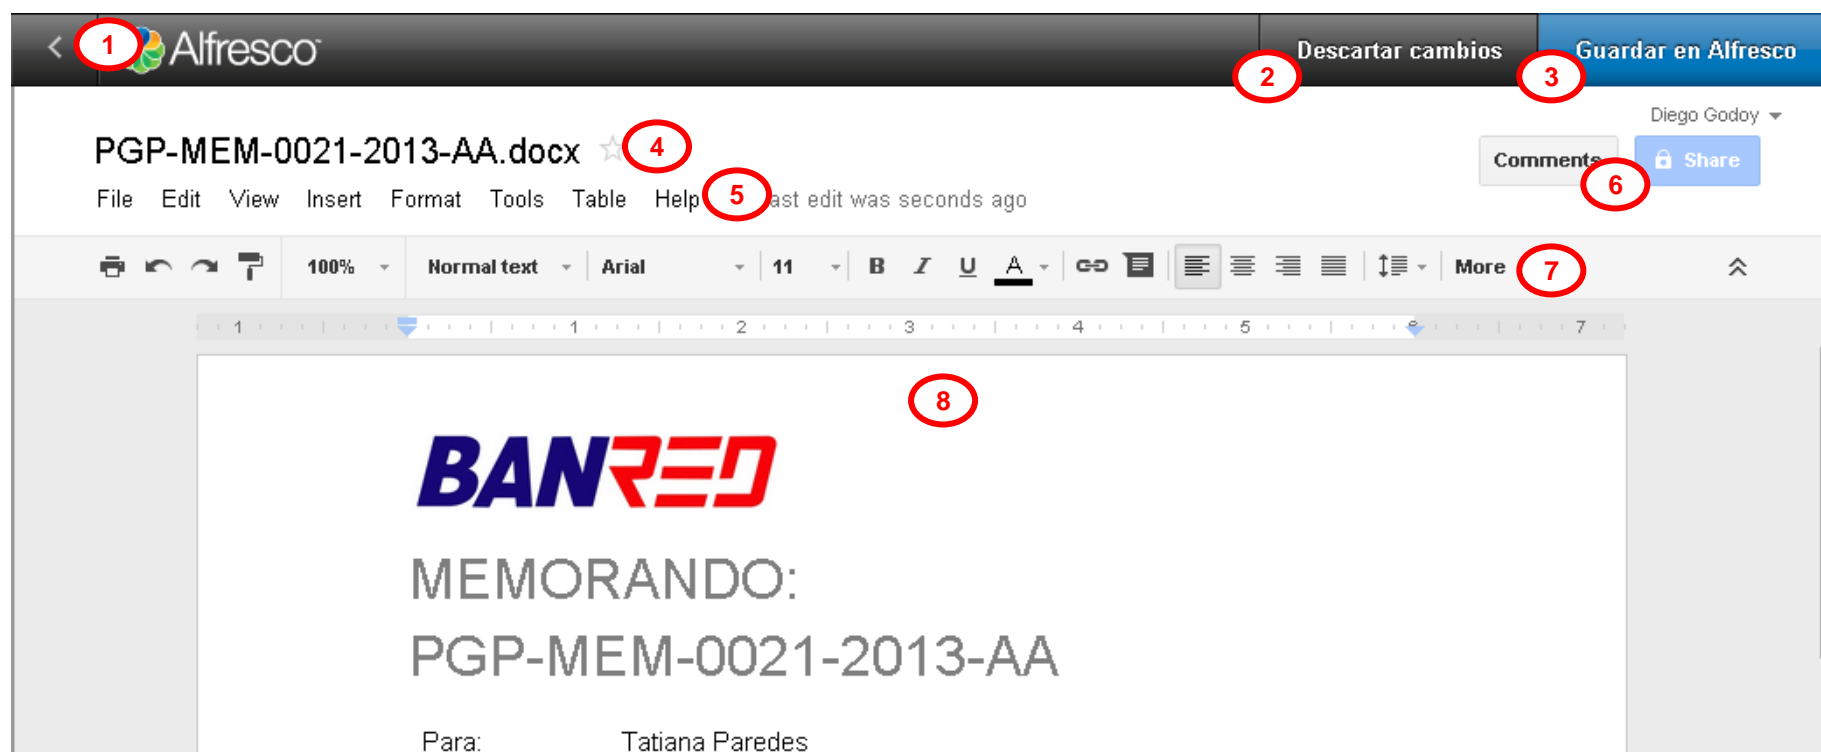 1 Alfresco Descartar cambios Guardar en Alfresco
2 3
Diego Godoy
PGP-MEM-0021-2013-AA.docx 4 Comments Share
File Edit View Insert Format Tools Table Help 5 ast edit was seconds ago 6
100% Normal text Arial 11 B I U A More 7
1 1 2 3 4 5 6 7
8
BANRED
MEMORANDO:
PGP-MEM-0021-2013-AA
Para: Tatiana Paredes